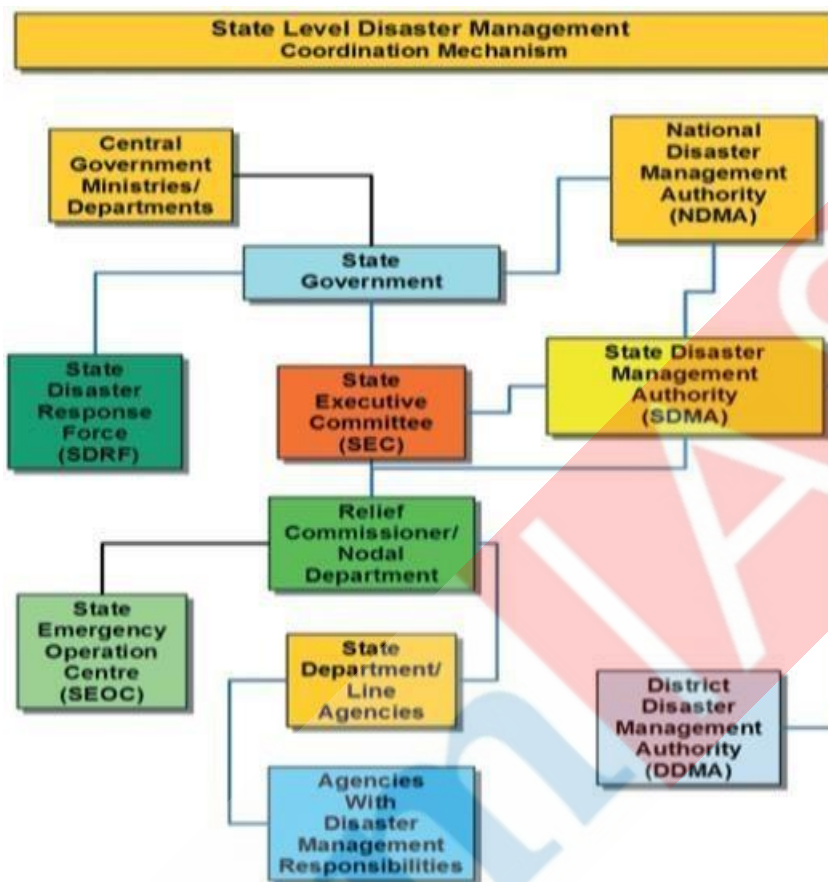 State Level Disaster Management
Coordination Mechanism
Central
Government
Ministries/
Departments
National
Disaster
Management
Authority
(NDMA)
State
Government
State
Disaster
Response
Force
(SDRF)
State
Executive
Committee
(SEC)
State Disaster
Management
Authority
(SDMA)
Relief
Commissioner/
Nodal
Department
State
Emergency
Operation
Centre
(SEOC)
State
Department/
Line
Agencies
District
Disaster
Management
Authority
(DDMA)
Agencies
With
Disaster
Management
Responsibilities